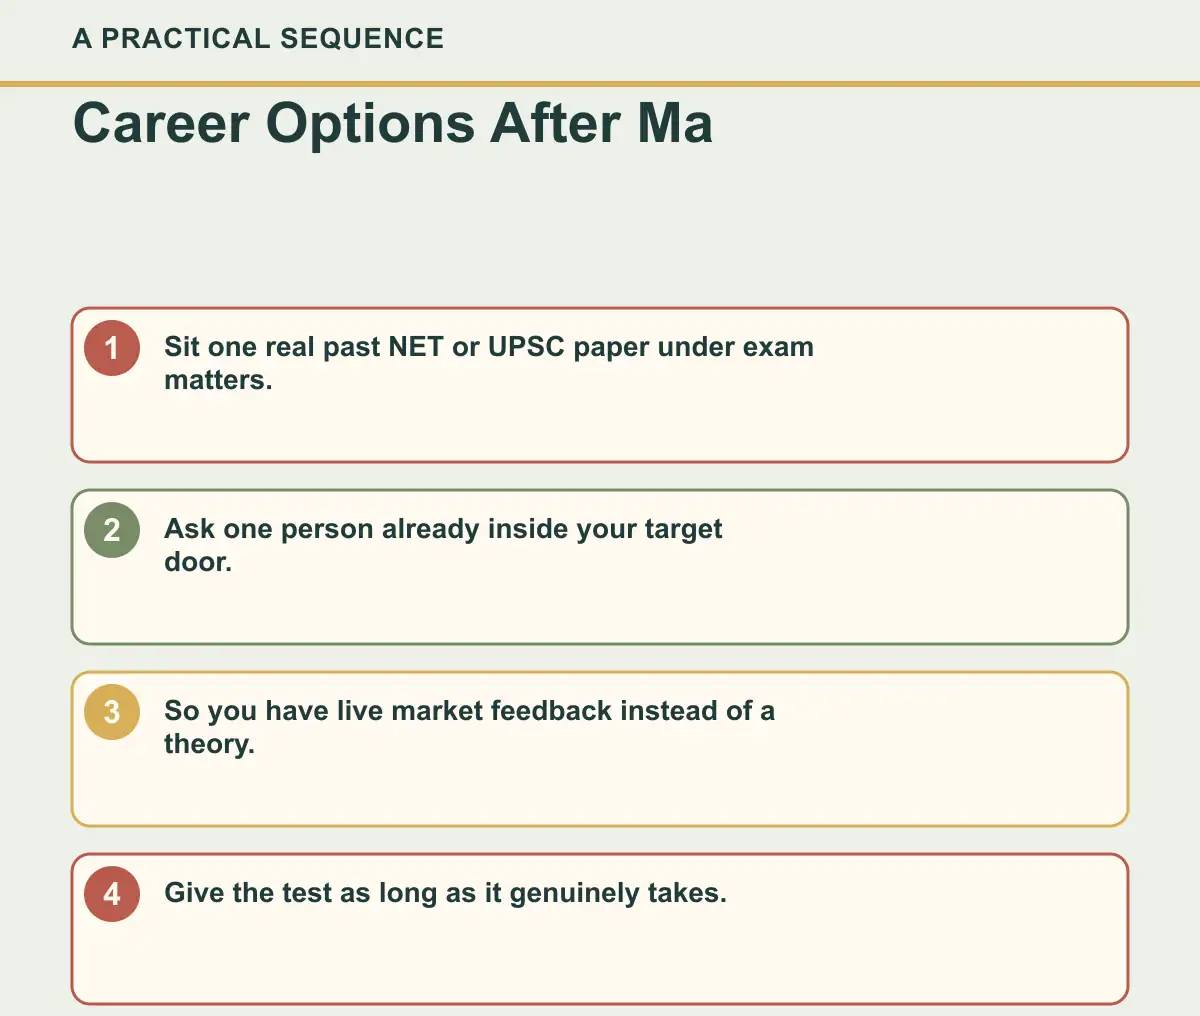 A PRACTICAL SEQUENCE
Career Options After Ma
1
Sit one real past NET or UPSC paper under exam
matters.
2
Ask one person already inside your target
door.
3
So you have live market feedback instead of a
theory.
4
Give the test as long as it genuinely takes.